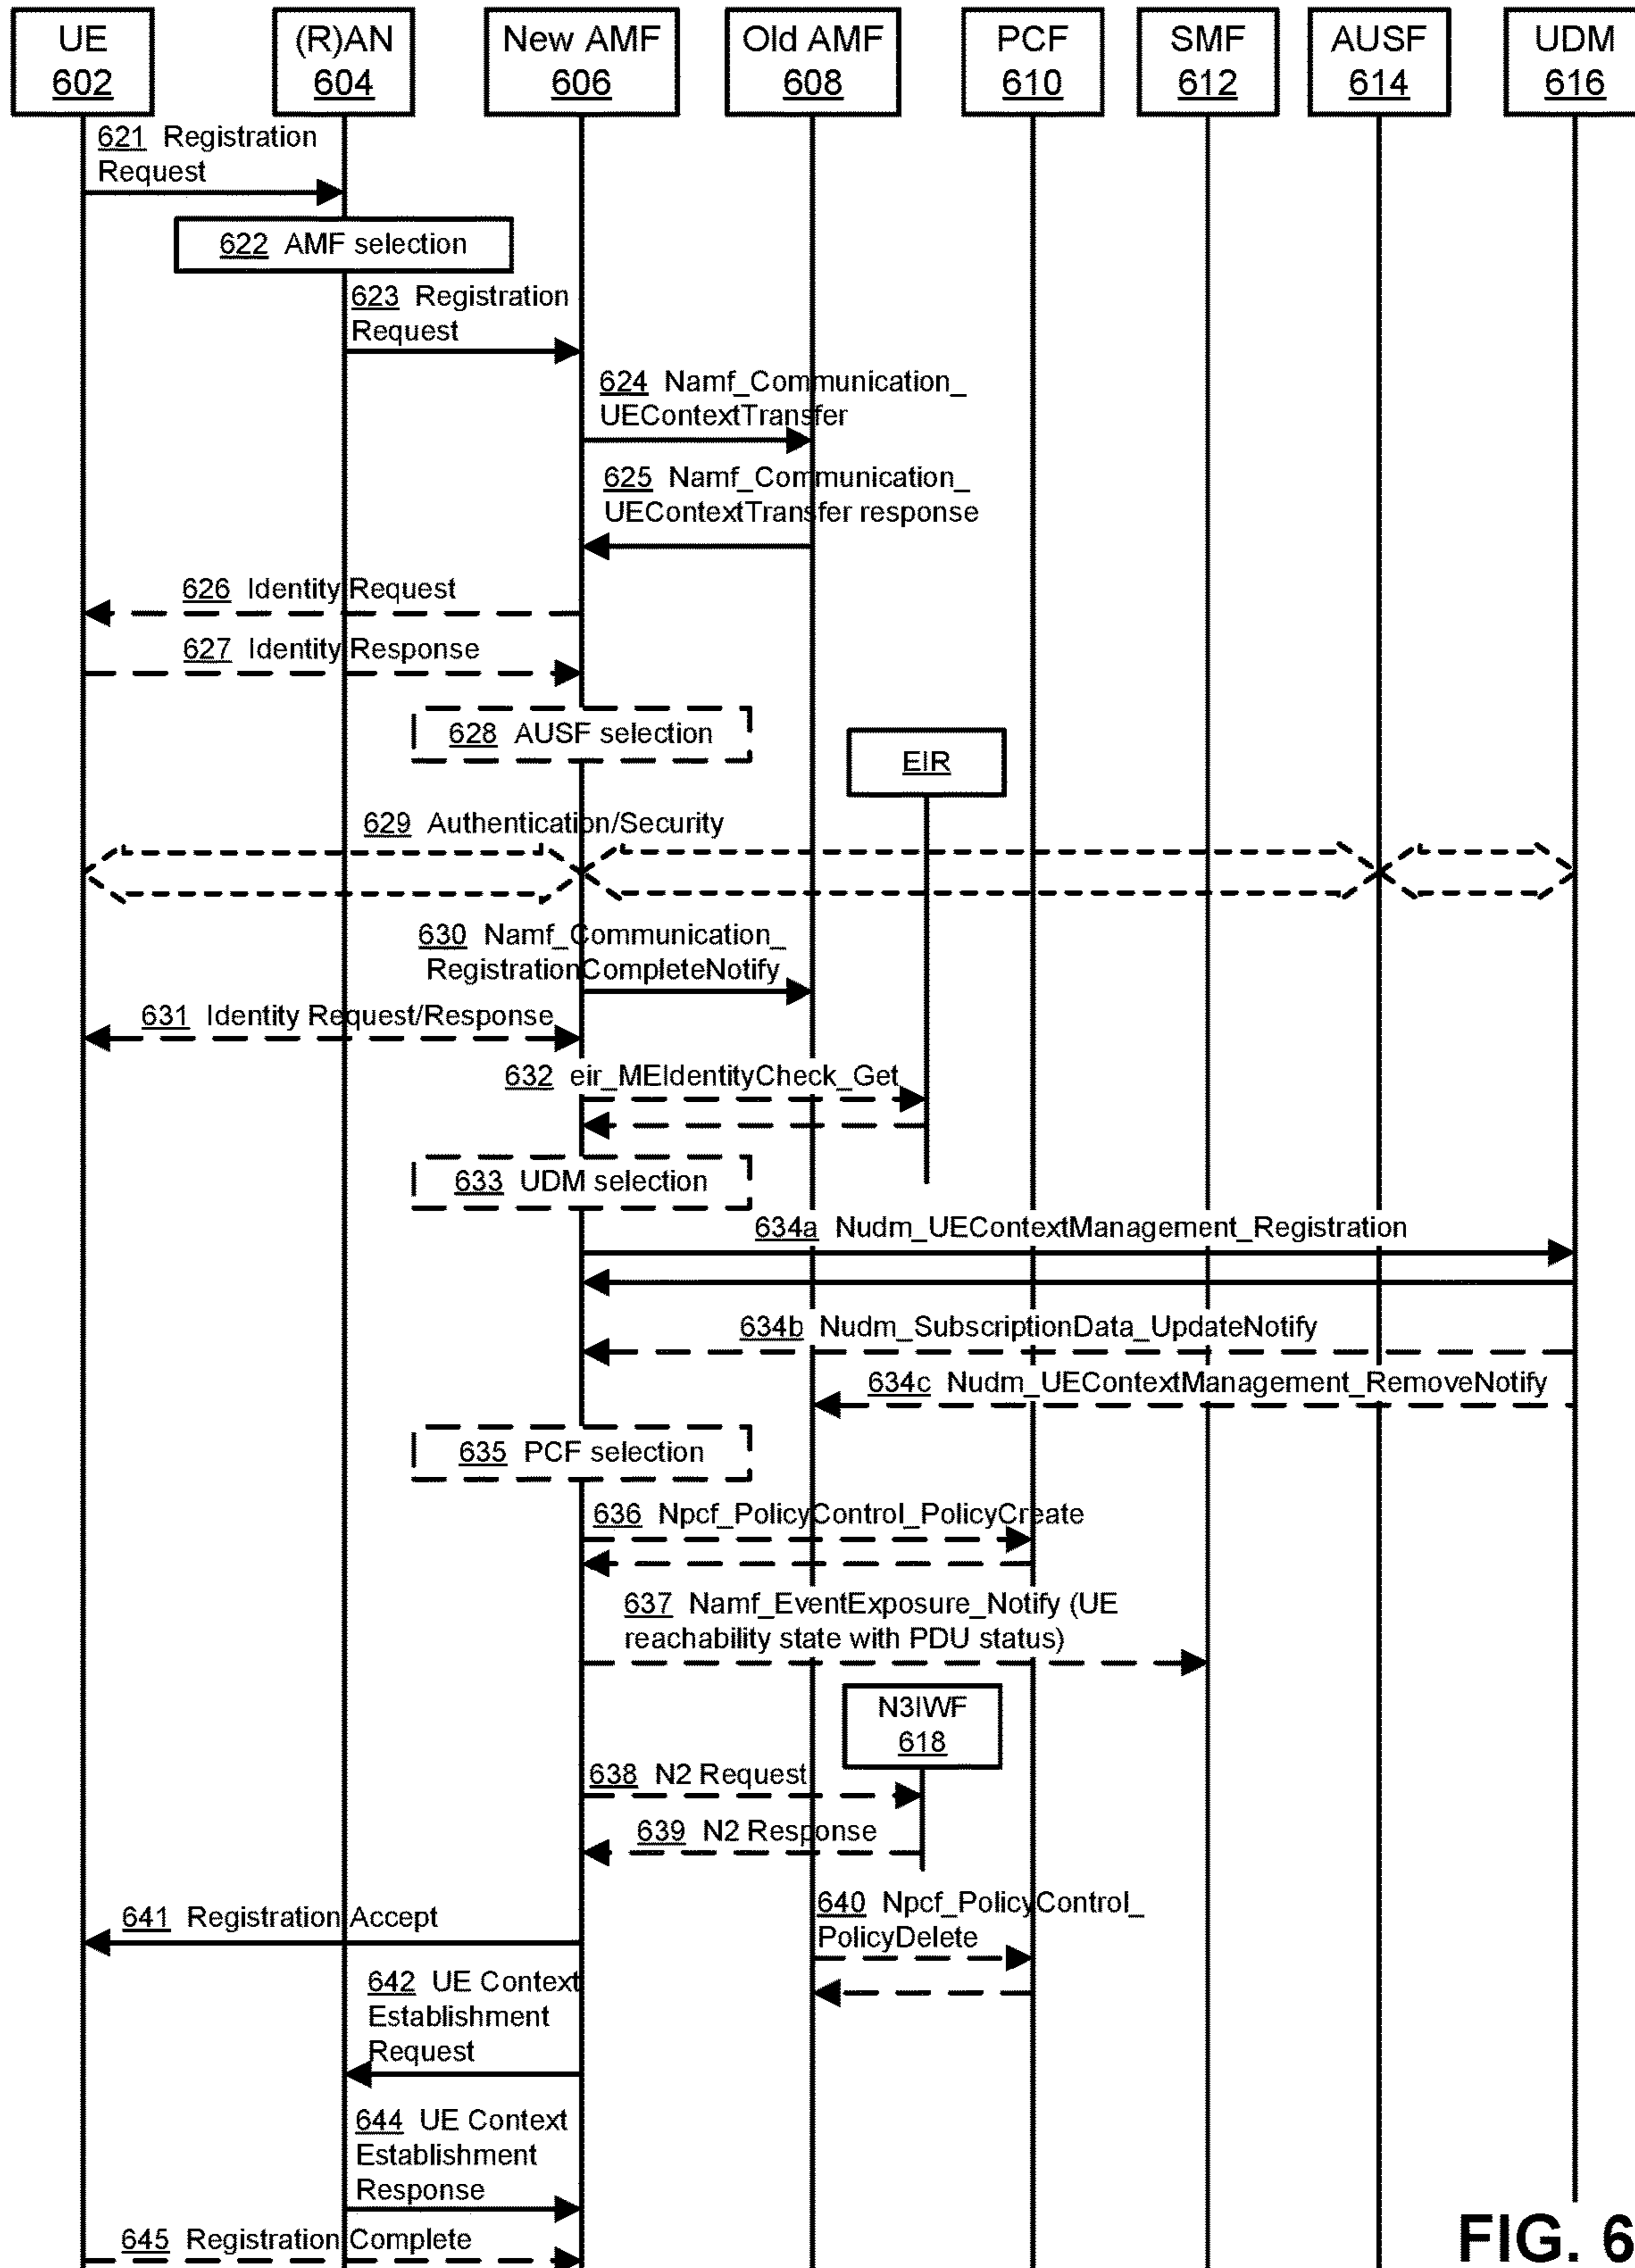 UE
602
(R)AN
604
New AMF
606
Old AMF
608
PCF
610
SMF
612
AUSF
614
UDM
616
621 Registration
Request
622 AMF selection
623 Registration
Request
624 Namf_Communication_
UEContextTransfer
625 Namf_Communication_
UEContextTransfer response
626 Identity Request
627 Identity Response
628 AUSF selection
EIR
629 Authentication/Security
630 Namf_Communication_
RegistrationCompleteNotify
631 Identity Request/Response
632 eir_MEIdentityCheck_Get
633 UDM selection
634a Nudm_UEContextManagement_Registration
634b Nudm_SubscriptionData_UpdateNotify
634c Nudm_UEContextManagement_RemoveNotify
635 PCF selection
636 Npcf_PolicyControl_PolicyCreate
637 Namf_EventExposure_Notify (UE
reachability state with PDU status)
N3IWF
618
638 N2 Request
639 N2 Response
640 Npcf_PolicyControl_
PolicyDelete
641 Registration Accept
642 UE Context
Establishment
Request
644 UE Context
Establishment
Response
645 Registration Complete
FIG. 6